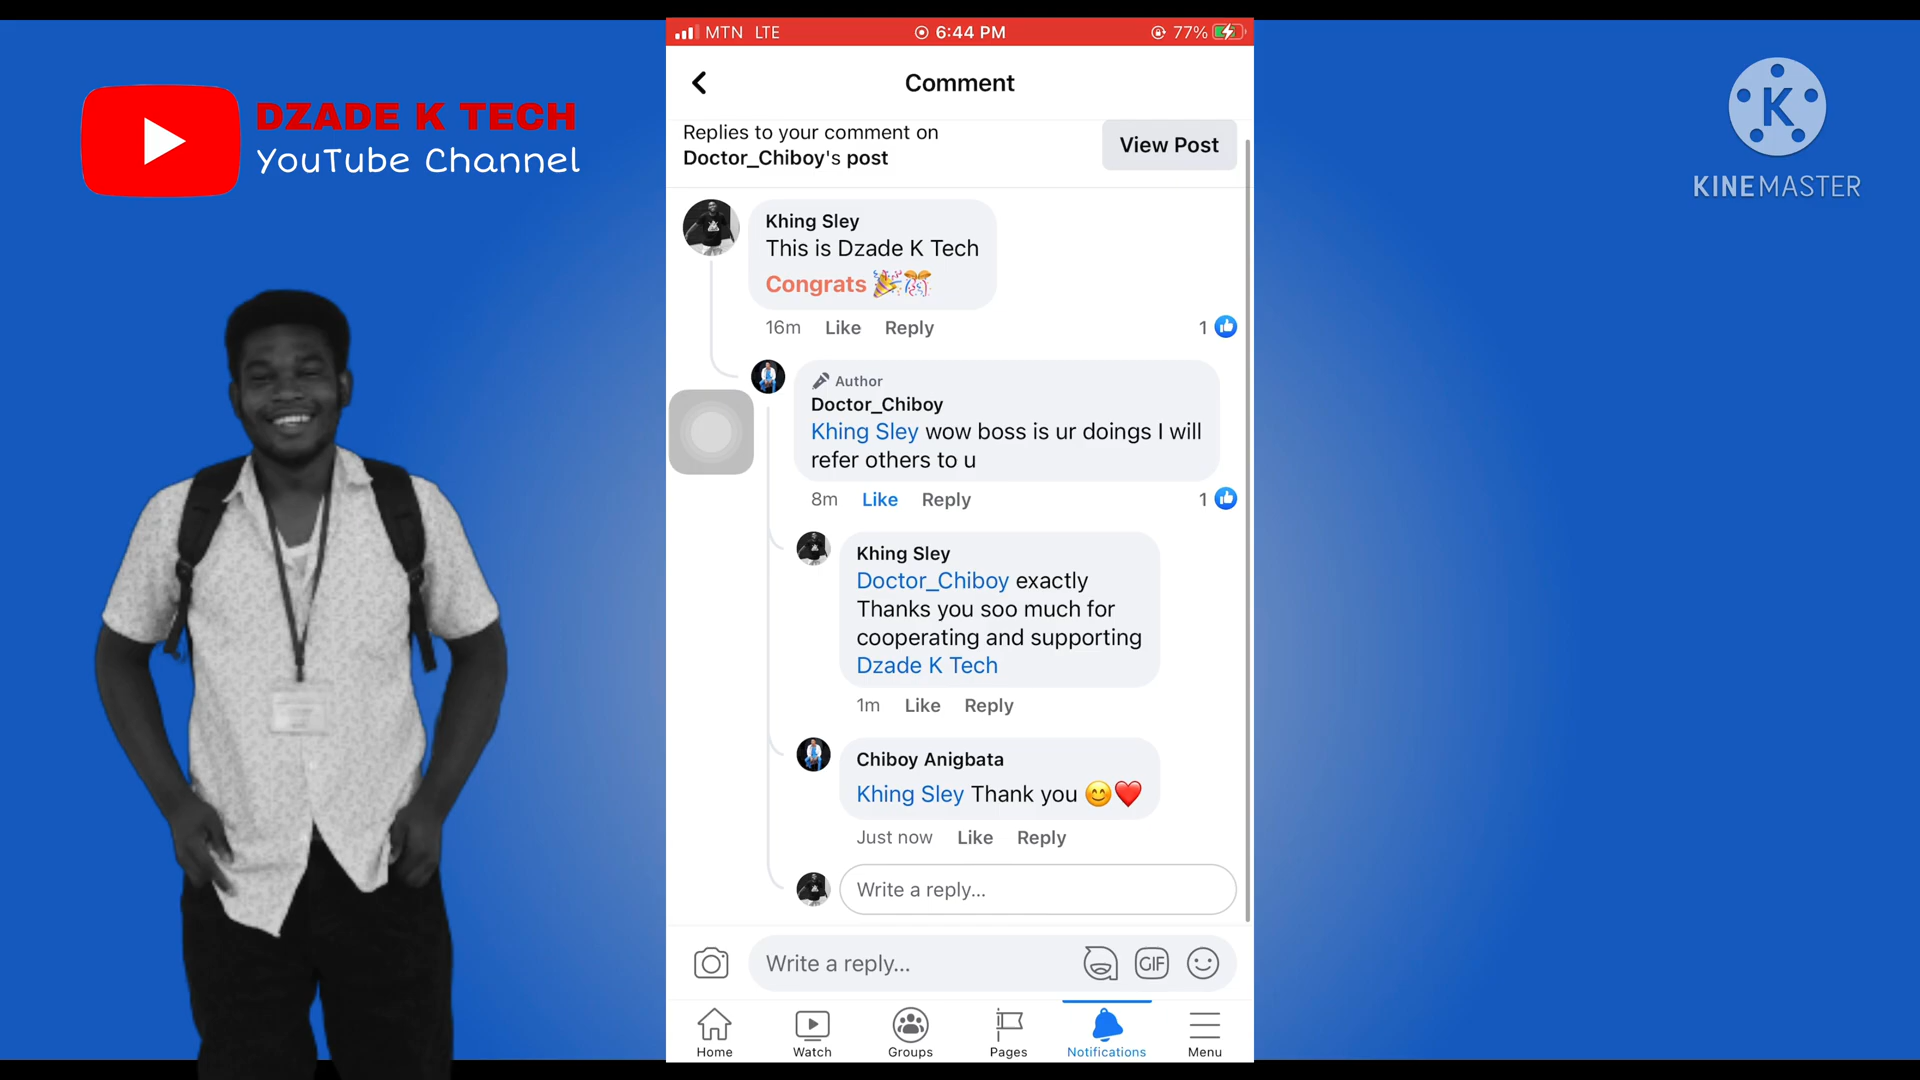 MTN LTE
6:44 PM
77%
DZADE K TECH
YouTube Channel
K
KINEMASTER
Comment
Replies to your comment on
Doctor_Chiboy's post
View Post
Khing Sley
This is Dzade K Tech
Congrats 🎉🎊
16m Like Reply
1
Author
Doctor_Chiboy
Khing Sley wow boss is ur doings I will
refer others to u
8m Like Reply
1
Khing Sley
Doctor_Chiboy exactly
Thanks you soo much for
cooperating and supporting
Dzade K Tech
1m Like Reply
Chiboy Anigbata
Khing Sley Thank you 😊❤️
Just now Like Reply
Write a reply...
Write a reply...
GIF
Home
Watch
Groups
Pages
Notifications
Menu